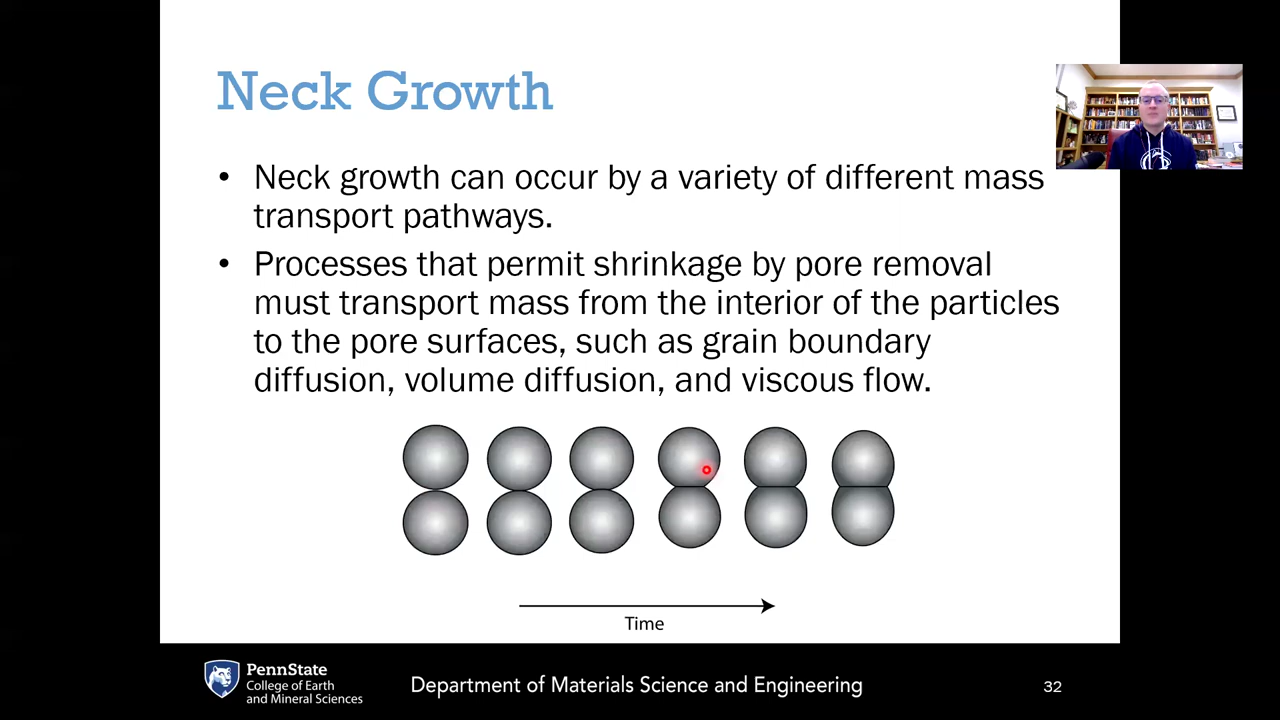 Neck Growth
• Neck growth can occur by a variety of different mass
transport pathways.
• Processes that permit shrinkage by pore removal
must transport mass from the interior of the particles
to the pore surfaces, such as grain boundary
diffusion, volume diffusion, and viscous flow.
Time
PennState
College of Earth
and Mineral Sciences
Department of Materials Science and Engineering
32